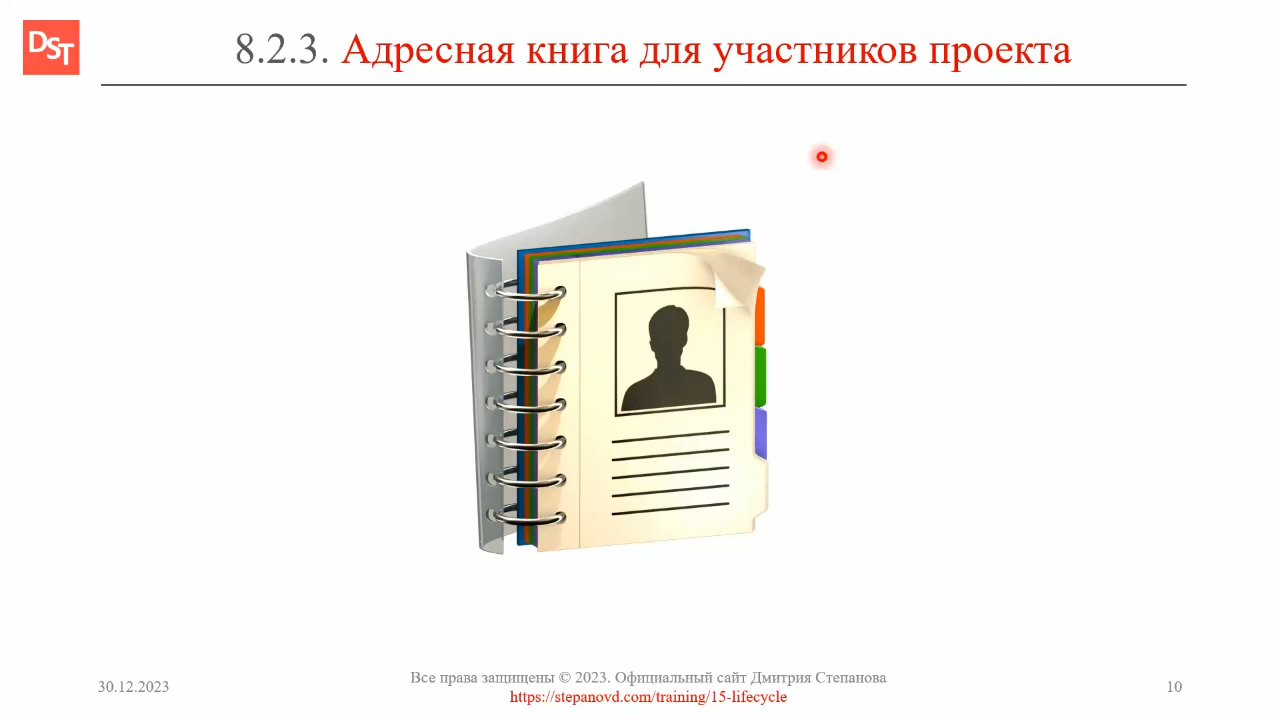 DST
8.2.3. Адресная книга для участников проекта
30.12.2023
Все права защищены © 2023. Официальный сайт Дмитрия Степанова
https://stepanovd.com/training/15-lifecycle
10